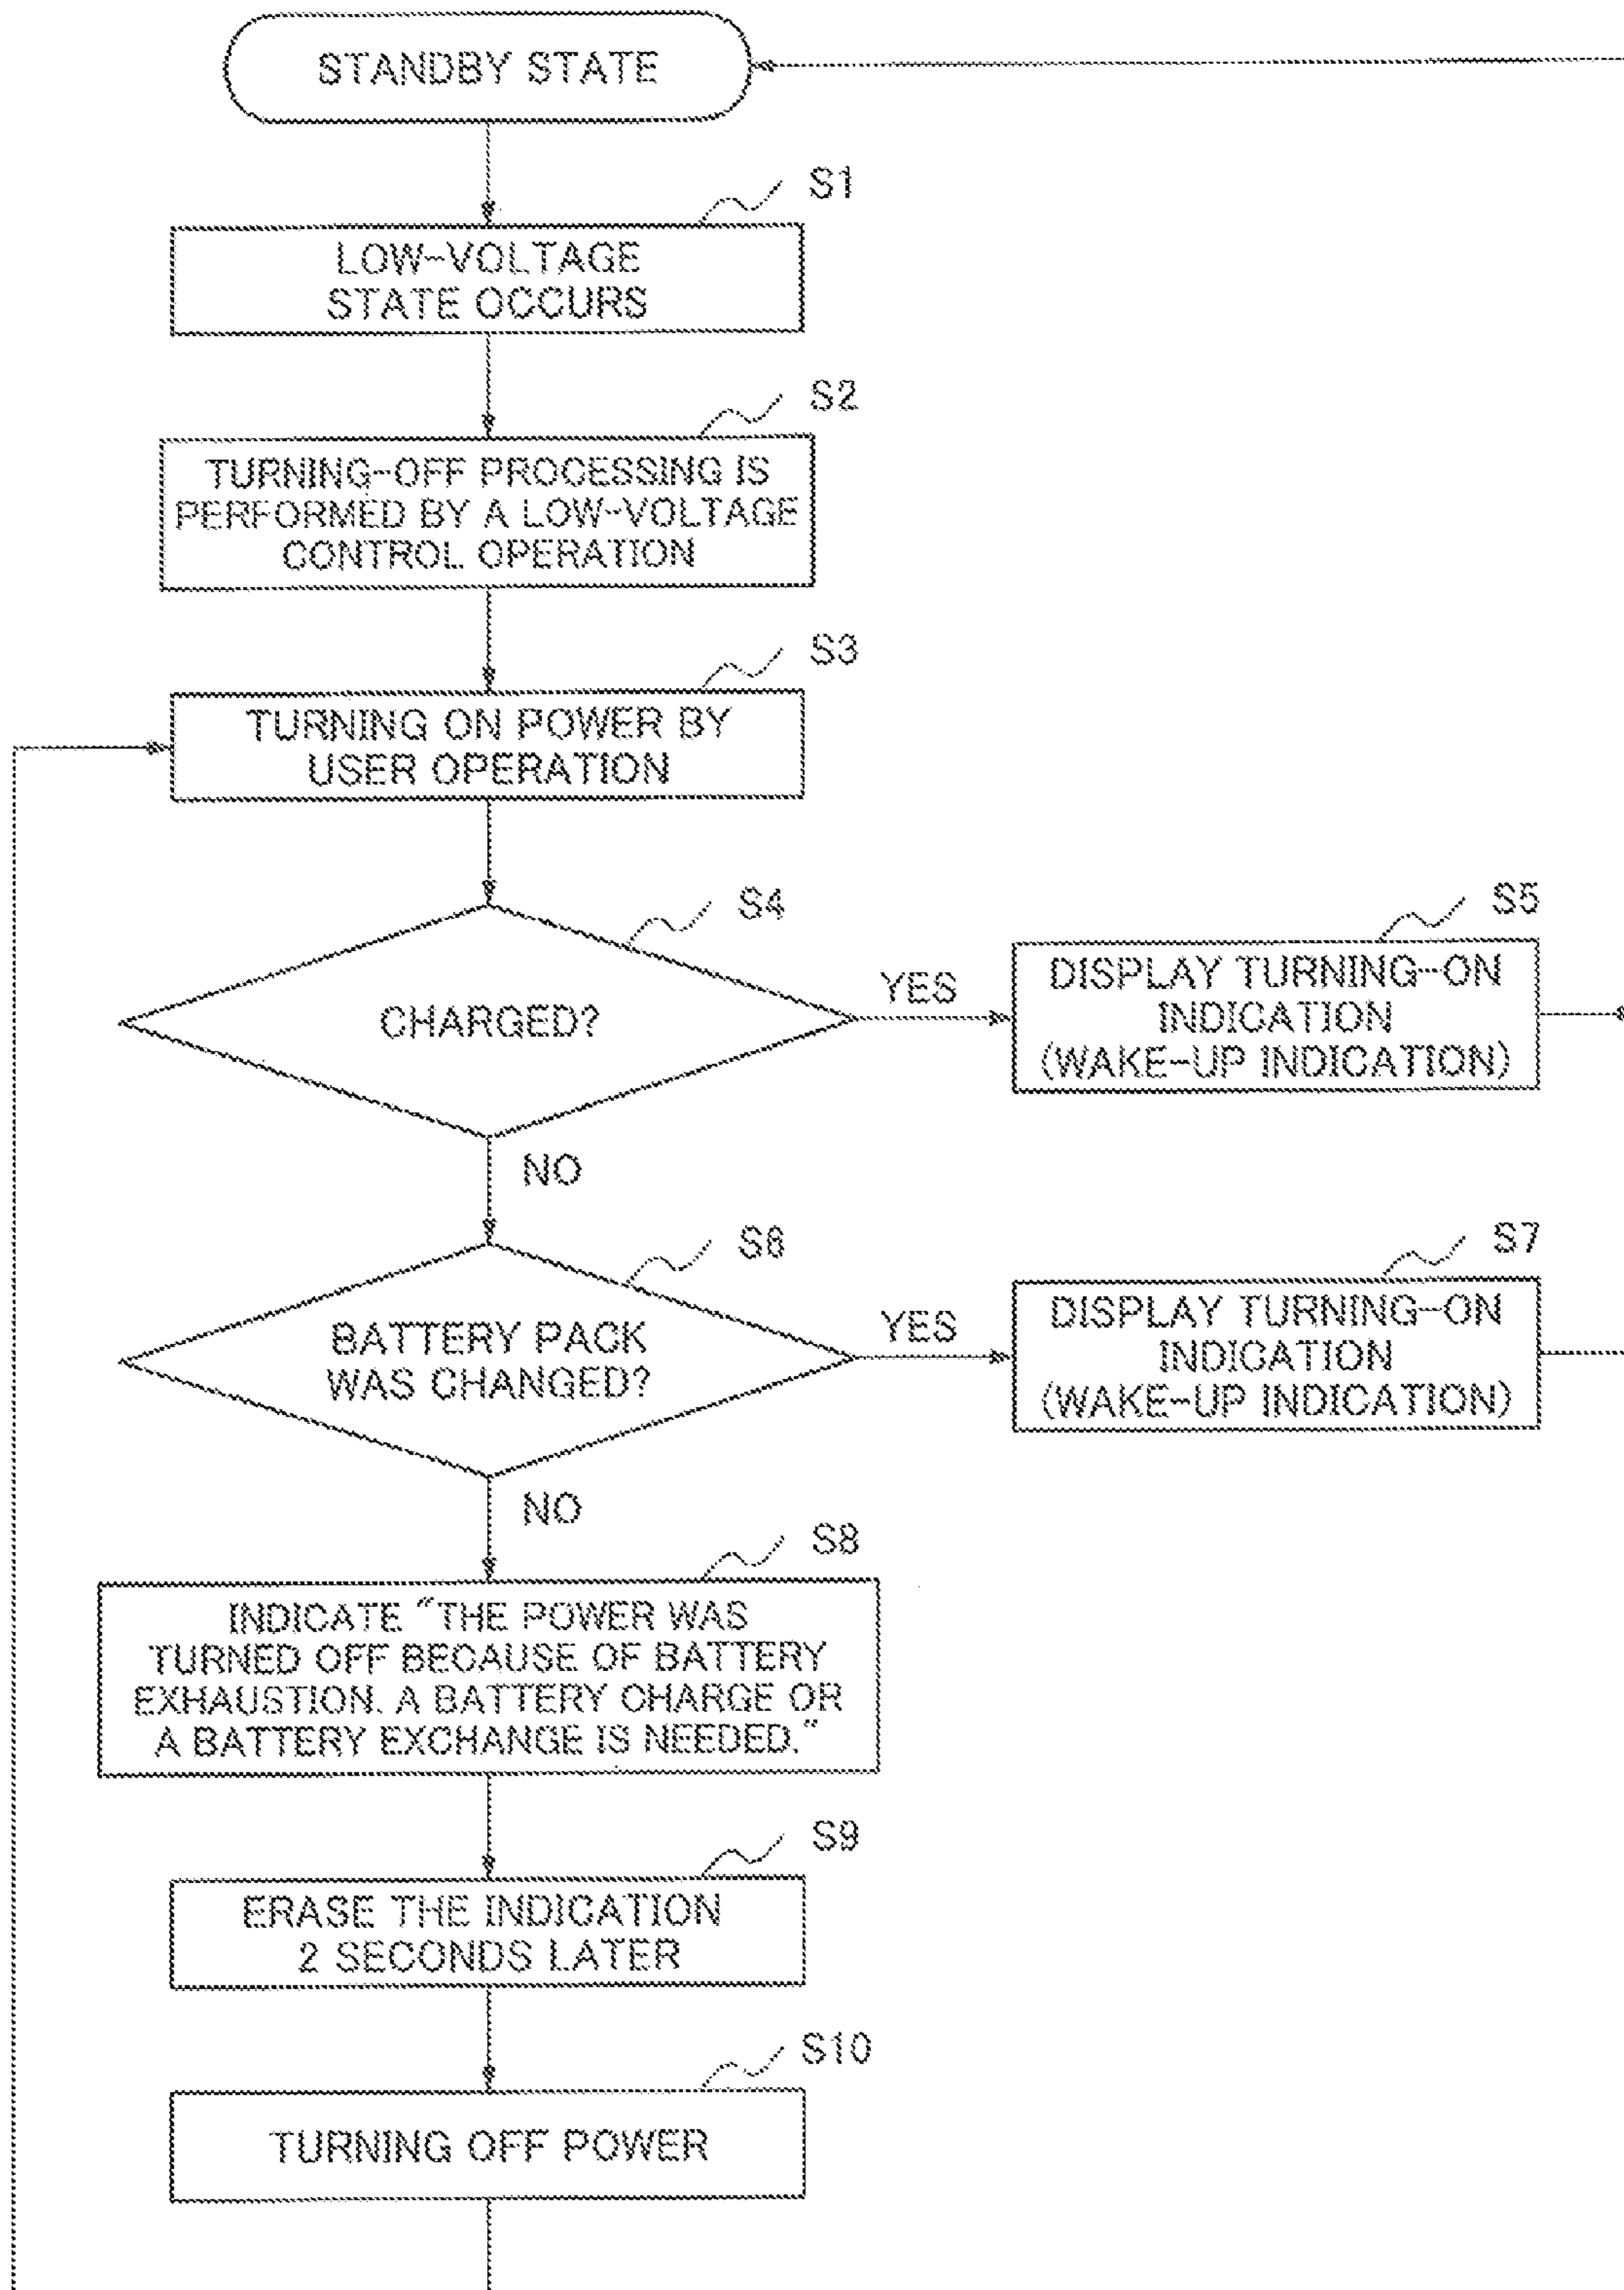 STANDBY STATE
S1
LOW-VOLTAGE
STATE OCCURS
S2
TURNING-OFF PROCESSING IS
PERFORMED BY A LOW-VOLTAGE
CONTROL OPERATION
S3
TURNING ON POWER BY
USER OPERATION
S4
CHARGED?
YES
S5
DISPLAY TURNING-ON
INDICATION
(WAKE-UP INDICATION)
NO
S6
BATTERY PACK
WAS CHANGED?
YES
S7
DISPLAY TURNING-ON
INDICATION
(WAKE-UP INDICATION)
NO
S8
INDICATE "THE POWER WAS
TURNED OFF BECAUSE OF BATTERY
EXHAUSTION. A BATTERY CHARGE OR
A BATTERY EXCHANGE IS NEEDED."
S9
ERASE THE INDICATION
2 SECONDS LATER
S10
TURNING OFF POWER